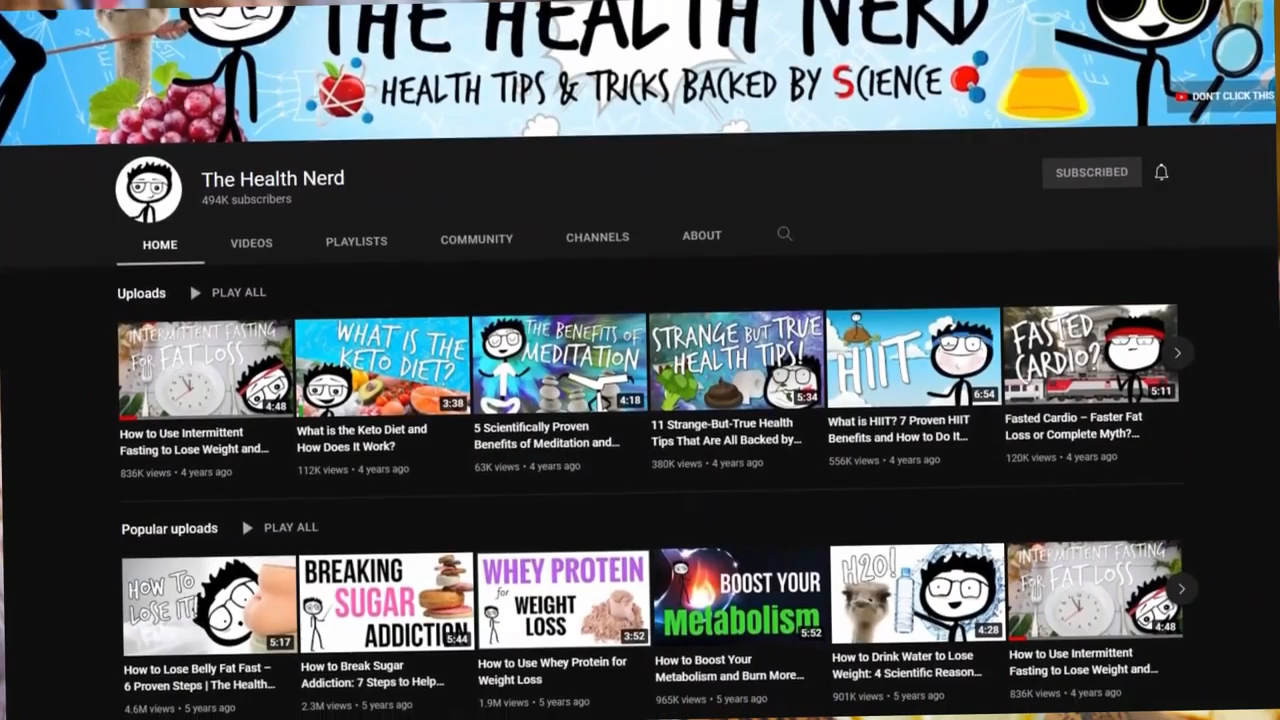 THE HEALTH NERD
HEALTH TIPS & TRICKS BACKED BY SCIENCE
DON'T CLICK THIS
The Health Nerd
494K subscribers
SUBSCRIBED
HOME VIDEOS PLAYLISTS COMMUNITY CHANNELS ABOUT
Uploads PLAY ALL
INTERMITTENT FASTING
FOR FAT LOSS
4:48
How to Use Intermittent
Fasting to Lose Weight and...
836K views • 4 years ago
WHAT IS THE
KETO DIET?
3:38
What is the Keto Diet and
How Does It Work?
112K views • 4 years ago
THE BENEFITS OF
MEDITATION
4:18
5 Scientifically Proven
Benefits of Meditation and...
63K views • 4 years ago
STRANGE BUT TRUE
HEALTH TIPS!
5:34
11 Strange-But-True Health
Tips That Are All Backed by...
380K views • 4 years ago
HIIT
6:54
What is HIIT? 7 Proven HIIT
Benefits and How to Do It...
556K views • 4 years ago
FASTED
CARDIO?
5:11
Fasted Cardio – Faster Fat
Loss or Complete Myth?...
120K views • 4 years ago
Popular uploads PLAY ALL
HOW TO
LOSE IT!
5:17
How to Lose Belly Fat Fast –
6 Proven Steps | The Health...
4.6M views • 5 years ago
BREAKING
SUGAR
ADDICTION
5:44
How to Break Sugar
Addiction: 7 Steps to Help...
2.3M views • 5 years ago
WHEY PROTEIN
for
WEIGHT
LOSS
3:52
How to Use Whey Protein for
Weight Loss
1.9M views • 5 years ago
BOOST YOUR
Metabolism
5:52
How to Boost Your
Metabolism and Burn More...
965K views • 5 years ago
H2O!
4:28
How to Drink Water to Lose
Weight: 4 Scientific Reason...
901K views • 5 years ago
INTERMITTENT FASTING
FOR FAT LOSS
4:48
How to Use Intermittent
Fasting to Lose Weight and...
836K views • 4 years ago